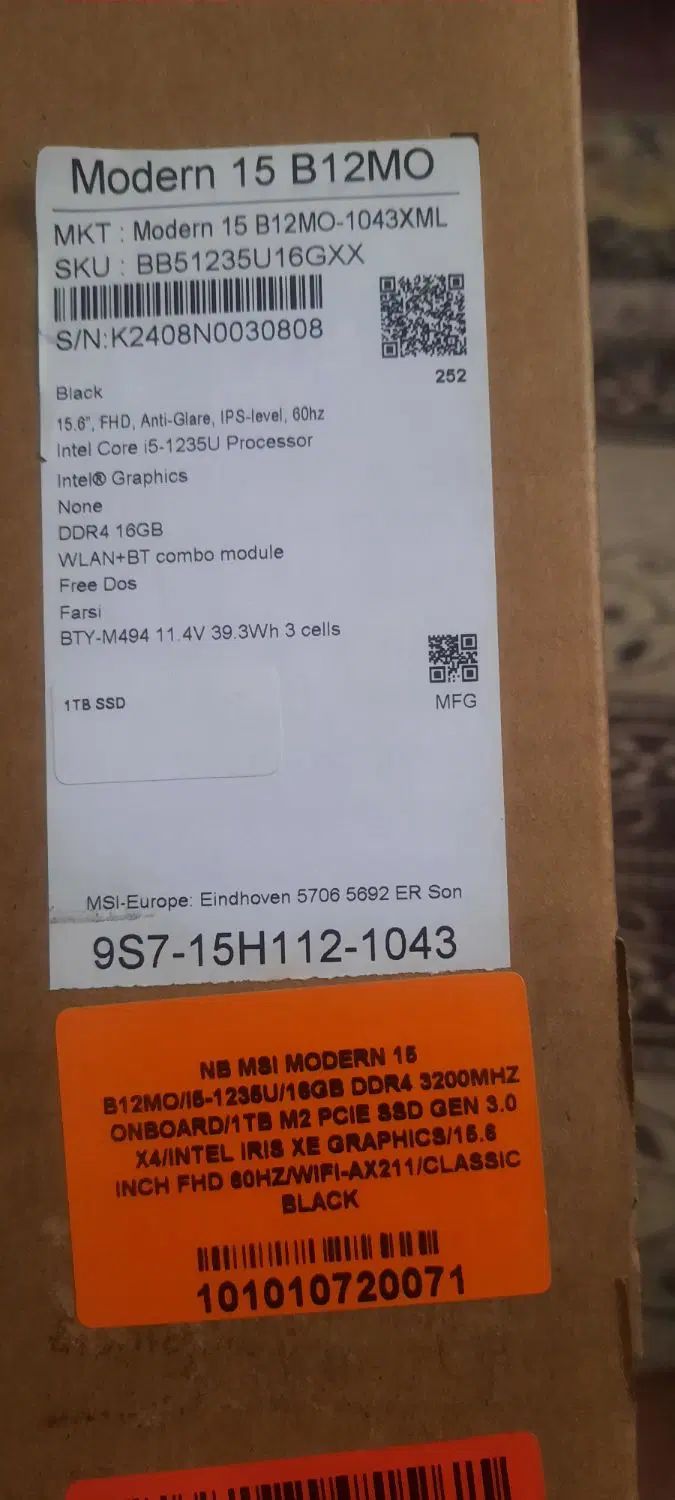 Modern 15 B12MO
MKT : Modern 15 B12MO-1043XML
SKU : BB51235U16GXX
S/N:K2408N0030808
252
Black
15.6", FHD, Anti-Glare, IPS-level, 60hz
Intel Core i5-1235U Processor
Intel® Graphics
None
DDR4 16GB
WLAN+BT combo module
Free Dos
Farsi
BTY-M494 11.4V 39.3Wh 3 cells
MFG
1TB SSD
MSI-Europe: Eindhoven 5706 5692 ER Son
9S7-15H112-1043
NB MSI MODERN 15
B12MO/I5-1235U/16GB DDR4 3200MHZ
ONBOARD/1TB M2 PCIE SSD GEN 3.0
X4/INTEL IRIS XE GRAPHICS/15.6
INCH FHD 60HZ/WIFI-AX211/CLASSIC
BLACK
101010720071